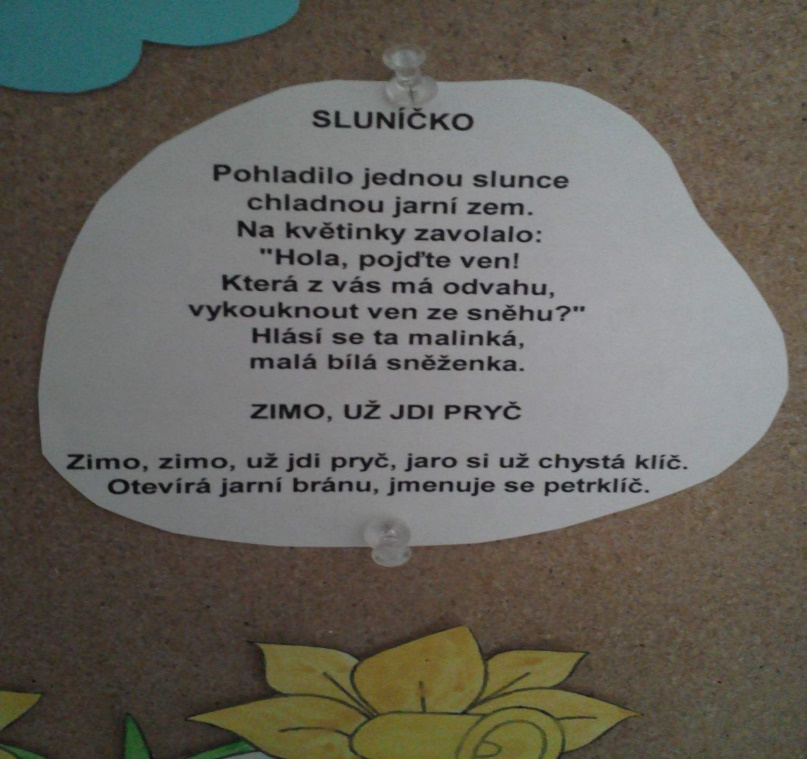 SLUNÍČKO
Pohladilo jednou slunce
chladnou jarní zem.
Na květinky zavolalo:
"Hola, pojďte ven!
Která z vás má odvahu,
vykouknout ven ze sněhu?"
Hlásí se ta malinká,
malá bílá sněženka.
ZIMO, UŽ JDI PRYČ
Zimo, zimo, už jdi pryč, jaro si už chystá klíč.
Otevírá jarní bránu, jmenuje se petrklíč.